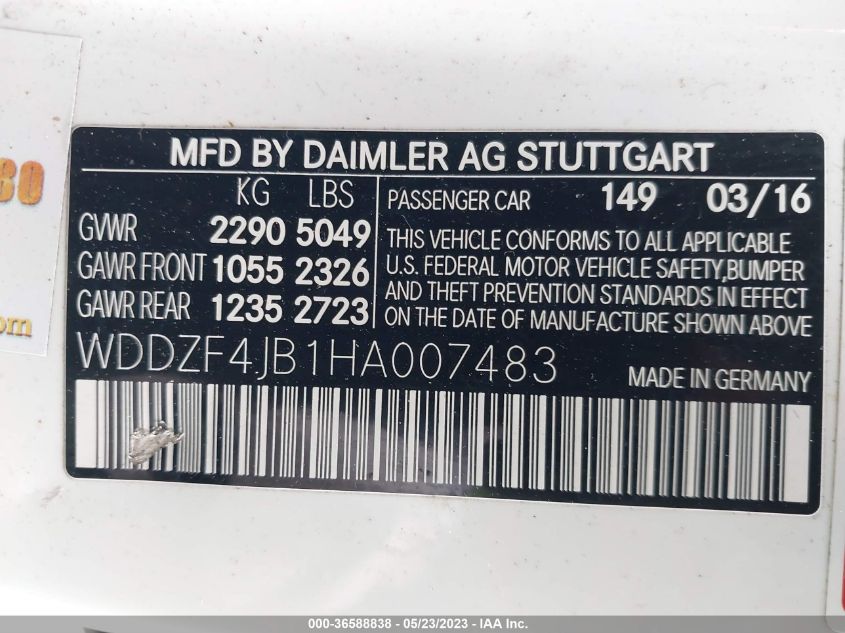 MFD BY DAIMLER AG STUTTGART
KG LBS
GVWR 2290 5049
GAWR FRONT 1055 2326
GAWR REAR 1235 2723
PASSENGER CAR 149 03/16
THIS VEHICLE CONFORMS TO ALL APPLICABLE
U.S. FEDERAL MOTOR VEHICLE SAFETY,BUMPER
AND THEFT PREVENTION STANDARDS IN EFFECT
ON THE DATE OF MANUFACTURE SHOWN ABOVE
WDDZF4JB1HA007483
MADE IN GERMANY
000-36588838 - 05/23/2023 - IAA Inc.